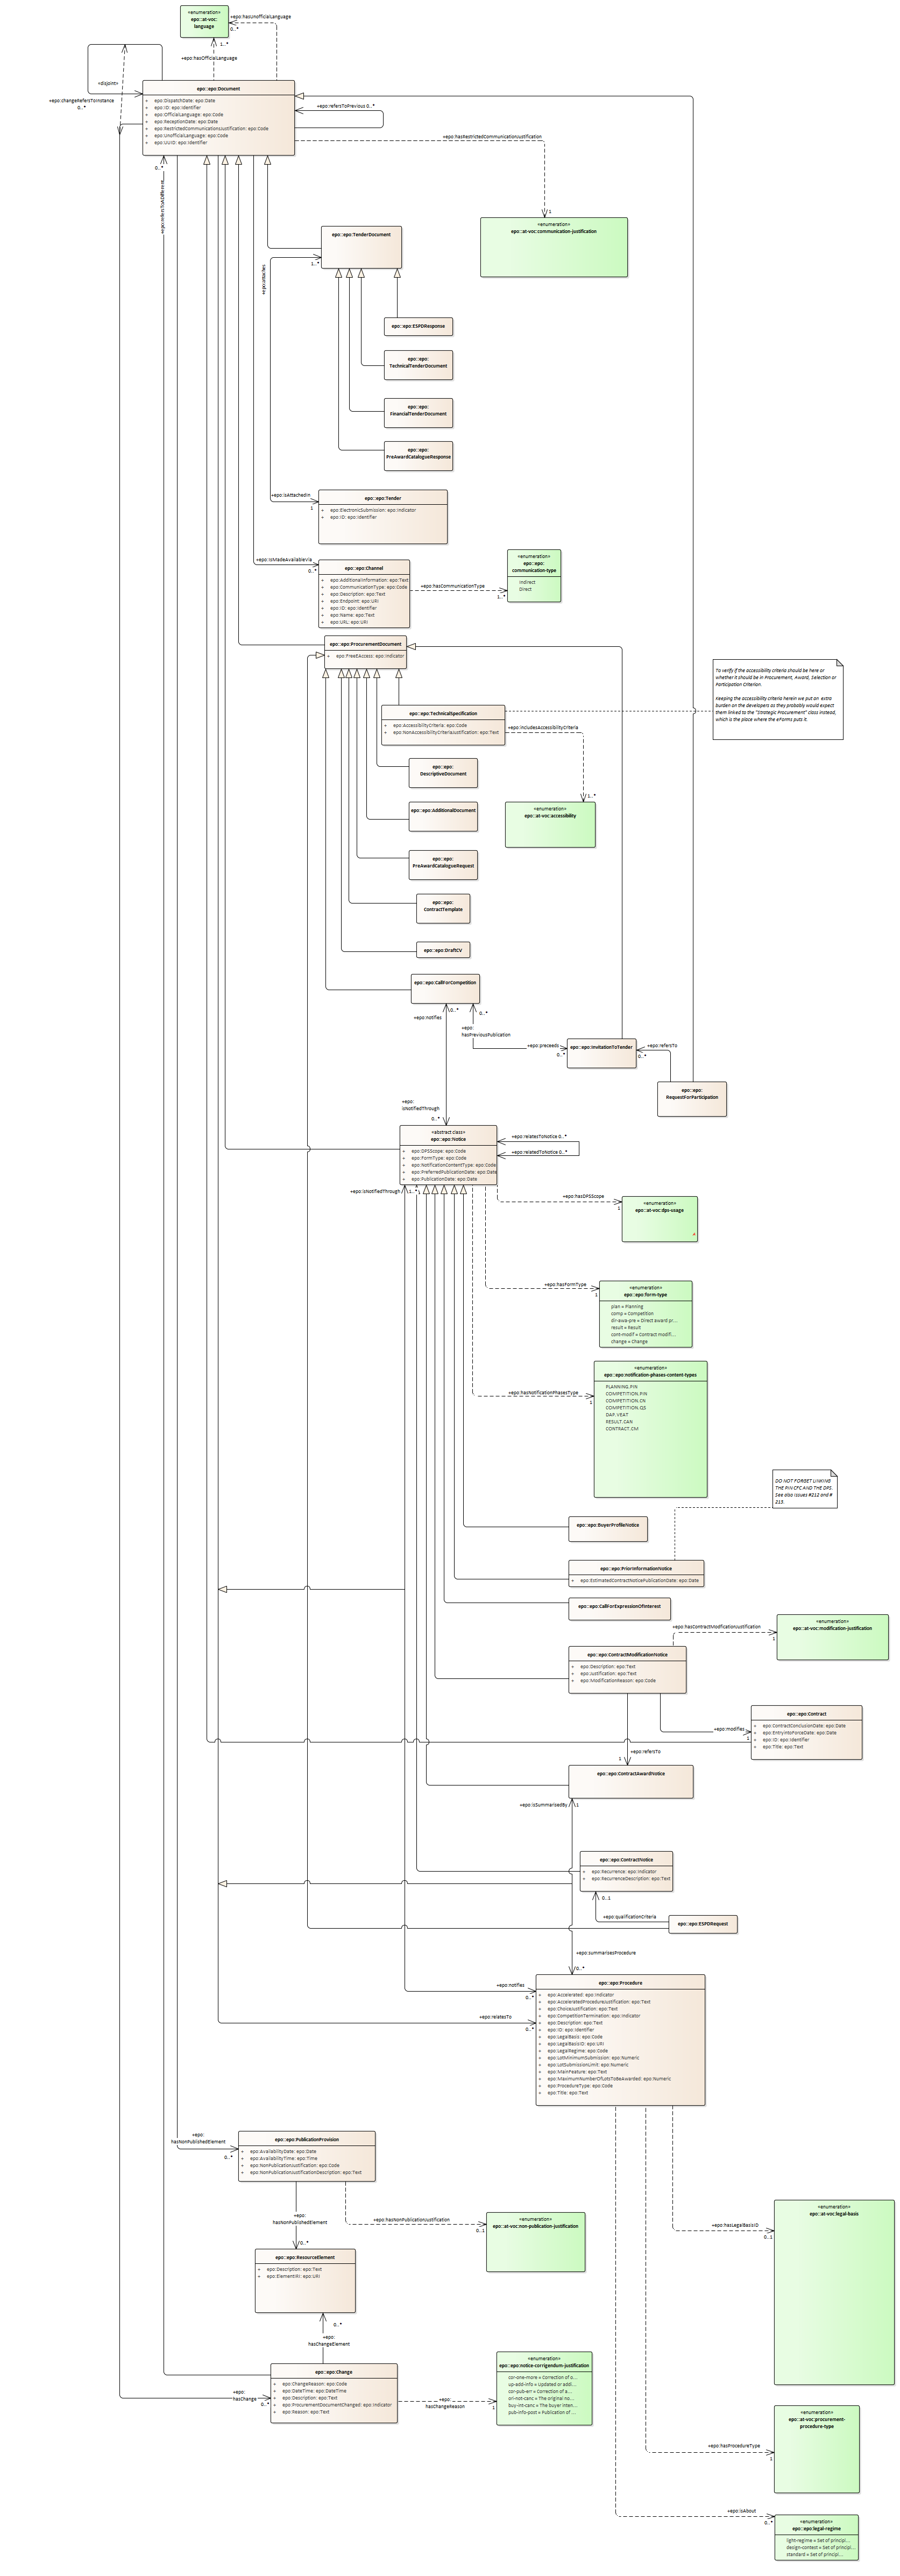 «enumeration»
epo::at-voc:
language
+epo:hasUnofficialLanguage
0..*
1..*
+epo:hasOfficialLanguage
«disjoint»
+epo:changeRefersToInstance
0..*
epo::epo:Document
+ epo:DispatchDate: epo:Date
+ epo:ID: epo:Identifier
+ epo:OfficialLanguage: epo:Code
+ epo:ReceptionDate: epo:Date
+ epo:RestrictedCommunicationJustification: epo:Code
+ epo:UnofficialLanguage: epo:Code
+ epo:UUID: epo:Identifier
+epo:refersToPrevious 0..*
+epo:hasRestrictedCommunicationJustification
1
0..*
«enumeration»
epo::at-voc:communication-justification
epo::epo:TenderDocument
1..*
+epo:attaches
epo::epo:ESPDResponse
epo::epo:
TechnicalTenderDocument
epo::epo:
FinancialTenderDocument
epo::epo:
PreAwardCatalogueResponse
+epo:isAttachedIn
1
epo::epo:Tender
+ epo:ElectronicSubmission: epo:Indicator
+ epo:ID: epo:Identifier
+epo:isMadeAvailableVia
0..*
epo::epo:Channel
+ epo:AdditionalInformation: epo:Text
+ epo:CommunicationType: epo:Code
+ epo:Description: epo:Text
+ epo:Endpoint: epo:URI
+ epo:ID: epo:Identifier
+ epo:Name: epo:Text
+ epo:URL: epo:URI
+epo:hasCommunicationType
1..*
«enumeration»
epo::epo:
communication-type
Indirect
Direct
epo::epo:ProcurementDocument
+ epo:FreeEAccess: epo:Indicator
To verify if the accessibility criteria should be here or
whether it should be in Procurement, Award, Selection or
Participation Criterion.
Keeping the accessibility criteria herein we put an extra
burden on the developers as they probably would expect
them linked to the "Strategic Procurement" class instead,
which is the place where the eForms puts it.
epo::epo:TechnicalSpecification
+ epo:AccessibilityCriteria: epo:Code
+ epo:NonAccessibilityCriteriaJustification: epo:Text
+epo:includesAccessibilityCriteria
1..*
epo::epo:
DescriptiveDocument
epo::epo:AdditionalDocument
«enumeration»
epo::at-voc:accessibility
epo::epo:
PreAwardCatalogueRequest
epo::epo:
ContractTemplate
epo::epo:DraftCV
epo::epo:CallForCompetition
0..*
+epo:notifies
0..*
+epo:
hasPreviousPublication
+epo:preceeds
0..*
epo::epo:InvitationToTender
+epo:refersTo
0..*
epo::epo:
RequestForParticipation
+epo:
isNotifiedThrough
0..*
«abstract class»
epo::epo:Notice
+ epo:DPSScope: epo:Code
+ epo:FormType: epo:Code
+ epo:NotificationContentType: epo:Code
+ epo:PreferredPublicationDate: epo:Date
+ epo:PublicationDate: epo:Date
+epo:relatesToNotice 0..*
+epo:relatedToNotice 0..*
+epo:isNotifiedThrough
1..*
+epo:hasDPSScope
1
«enumeration»
epo::at-voc:dps-usage
+epo:hasFormType
1
«enumeration»
epo::epo:form-type
plan = Planning
comp = Competition
dir-awa-pre = Direct award pr...
result = Result
cont-modif = Contract modifi...
change = Change
«enumeration»
epo::epo:notification-phases-content-types
PLANNING.PIN
COMPETITION.PIN
COMPETITION.CN
COMPETITION.QS
DAP.VEAT
RESULT.CAN
CONTRACT.CM
+epo:hasNotificationPhasesType
1
DO NOT FORGET LINKING
THE PIN CFC AND THE DPS.
See also issues #212 and #
213.
epo::epo:BuyerProfileNotice
epo::epo:PriorInformationNotice
+ epo:EstimatedContractNoticePublicationDate: epo:Date
epo::epo:CallForExpressionOfInterest
+epo:hasContractModificationJustification
1
«enumeration»
epo::at-voc:modification-justification
epo::epo:ContractModificationNotice
+ epo:Description: epo:Text
+ epo:Justification: epo:Text
+ epo:ModificationReason: epo:Code
+epo:modifies
1
epo::epo:Contract
+ epo:ContractConclusionDate: epo:Date
+ epo:EntryIntoForceDate: epo:Date
+ epo:ID: epo:Identifier
+ epo:Title: epo:Text
+epo:refersTo
1
epo::epo:ContractAwardNotice
+epo:isSummarisedBy
1
epo::epo:ContractNotice
+ epo:Recurrence: epo:Indicator
+ epo:RecurrenceDescription: epo:Text
0..1
+epo:qualificationCriteria
epo::epo:ESPDRequest
+epo:summarisesProcedure
0..*
+epo:notifies
0..*
+epo:relatesTo
0..*
epo::epo:Procedure
+ epo:Accelerated: epo:Indicator
+ epo:AcceleratedProcedureJustification: epo:Text
+ epo:ChoiceJustification: epo:Text
+ epo:CompetitionTermination: epo:Indicator
+ epo:Description: epo:Text
+ epo:ID: epo:Identifier
+ epo:LegalBasis: epo:Code
+ epo:LegalBasisID: epo:URI
+ epo:LegalRegime: epo:Code
+ epo:LotMinimumSubmission: epo:Numeric
+ epo:LotSubmissionLimit: epo:Numeric
+ epo:MainFeature: epo:Text
+ epo:MaximumNumberOfLotsToBeAwarded: epo:Numeric
+ epo:ProcedureType: epo:Code
+ epo:Title: epo:Text
+epo:
hasNonPublishedElement
0..*
epo::epo:PublicationProvision
+ epo:AvailabilityDate: epo:Date
+ epo:AvailabilityTime: epo:Time
+ epo:NonPublicationJustification: epo:Code
+ epo:NonPublicationJustificationDescription: epo:Text
+epo:
hasNonPublishedElement
0..*
+epo:hasNonPublicationJustification
0..1
«enumeration»
epo::at-voc:non-publication-justification
+epo:hasLegalBasisID
0..1
«enumeration»
epo::at-voc:legal-basis
epo::epo:ResourceElement
+ epo:Description: epo:Text
+ epo:ElementIRI: epo:URI
0..*
+epo:
hasChangeElement
epo::epo:Change
+ epo:ChangeReason: epo:Code
+ epo:DateTime: epo:DateTime
+ epo:Description: epo:Text
+ epo:ProcurementDocumentChanged: epo:Indicator
+ epo:Reason: epo:Text
+epo:
hasChange
0..*
+epo:
hasChangeReason
1
«enumeration»
epo::epo:notice-corrigendum-justification
cor-one-more = Correction of o...
up-add-info = Updated or addi...
cor-pub-err = Correction of a...
ori-not-canc = The original no...
buy-int-canc = The buyer inten...
pub-info-post = Publication of ...
«enumeration»
epo::at-voc:procurement-
procedure-type
+epo:hasProcedureType
1
+epo:isAbout
0..*
«enumeration»
epo::epo:legal-regime
light-regime = Set of principl...
design-contest = Set of principl...
standard = Set of principl...